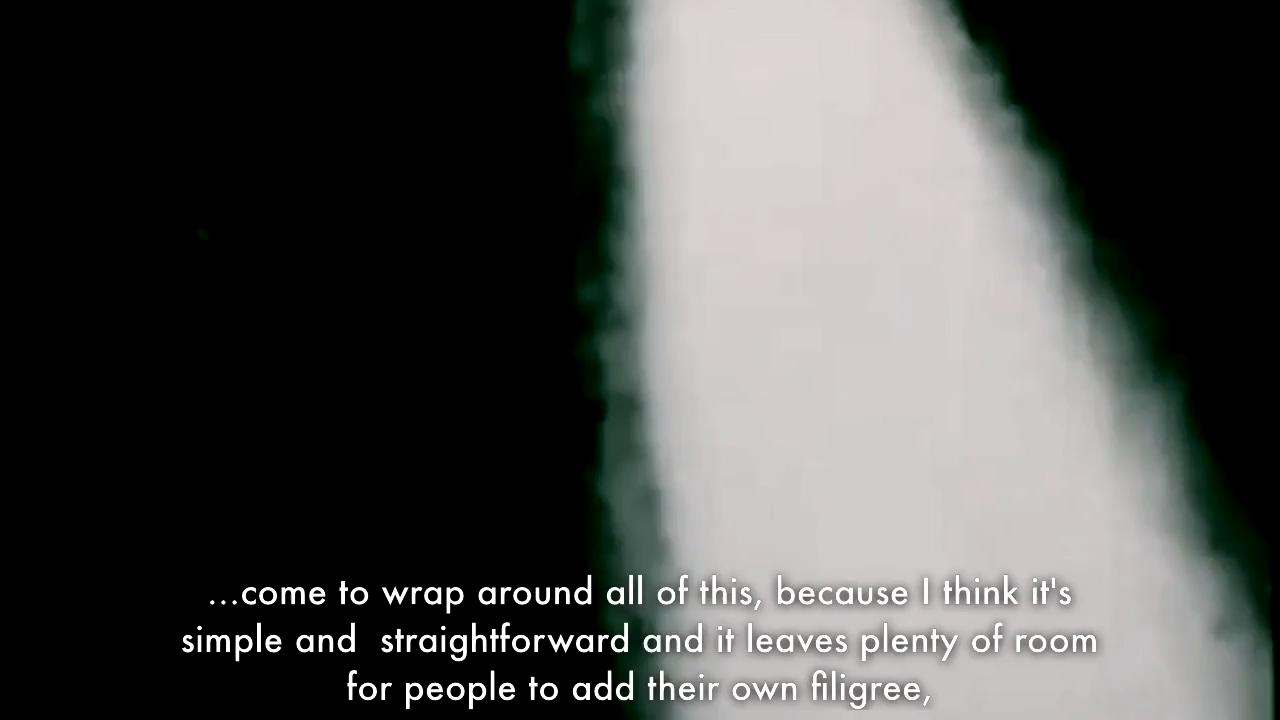 ...come to wrap around all of this, because I think it's
simple and  straightforward and it leaves plenty of room
for people to add their own filigree,